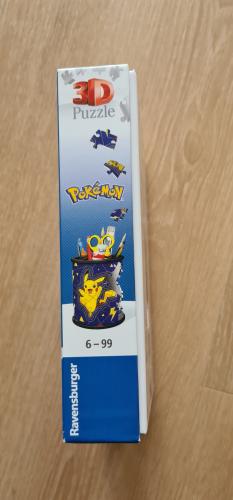 3D
Puzzle
POKéMON
6 – 99
Ravensburger